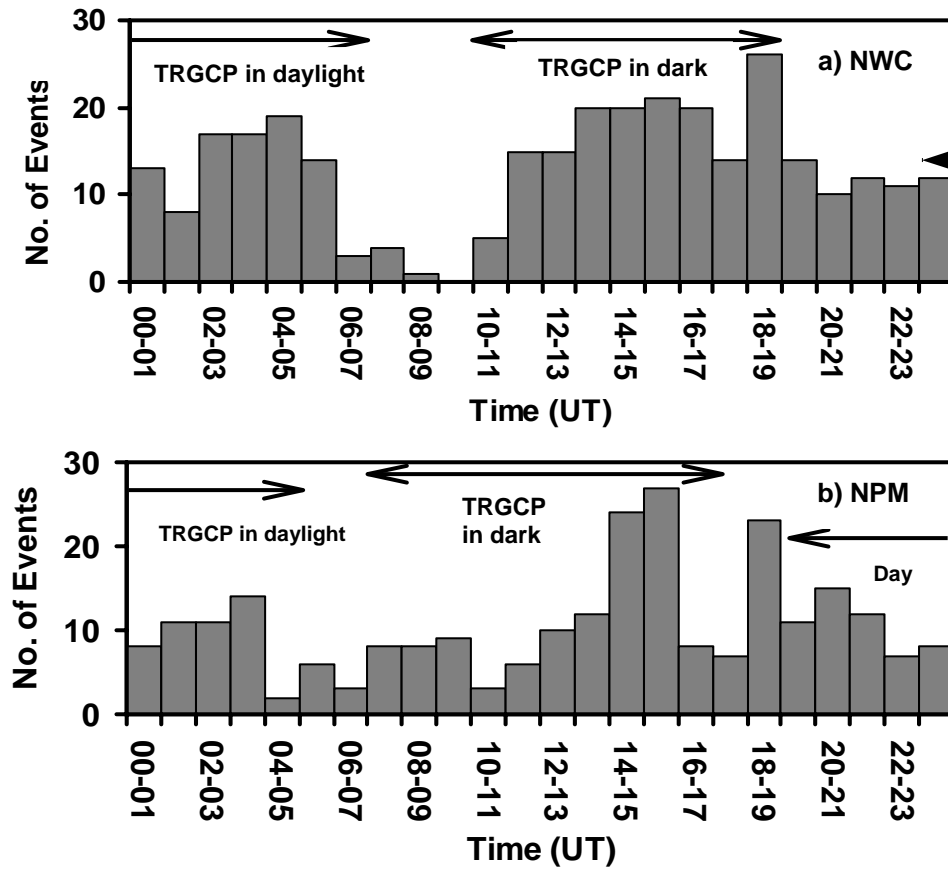 30
TRGCP in daylight
TRGCP in dark
a) NWC
20
10
0
No. of Events
00-01
02-03
04-05
06-07
08-09
10-11
12-13
14-15
16-17
18-19
20-21
22-23
Time (UT)
30
b) NPM
TRGCP in daylight
TRGCP
in dark
20
Day
10
0
No. of Events
00-01
02-03
04-05
06-07
08-09
10-11
12-13
14-15
16-17
18-19
20-21
22-23
Time (UT)